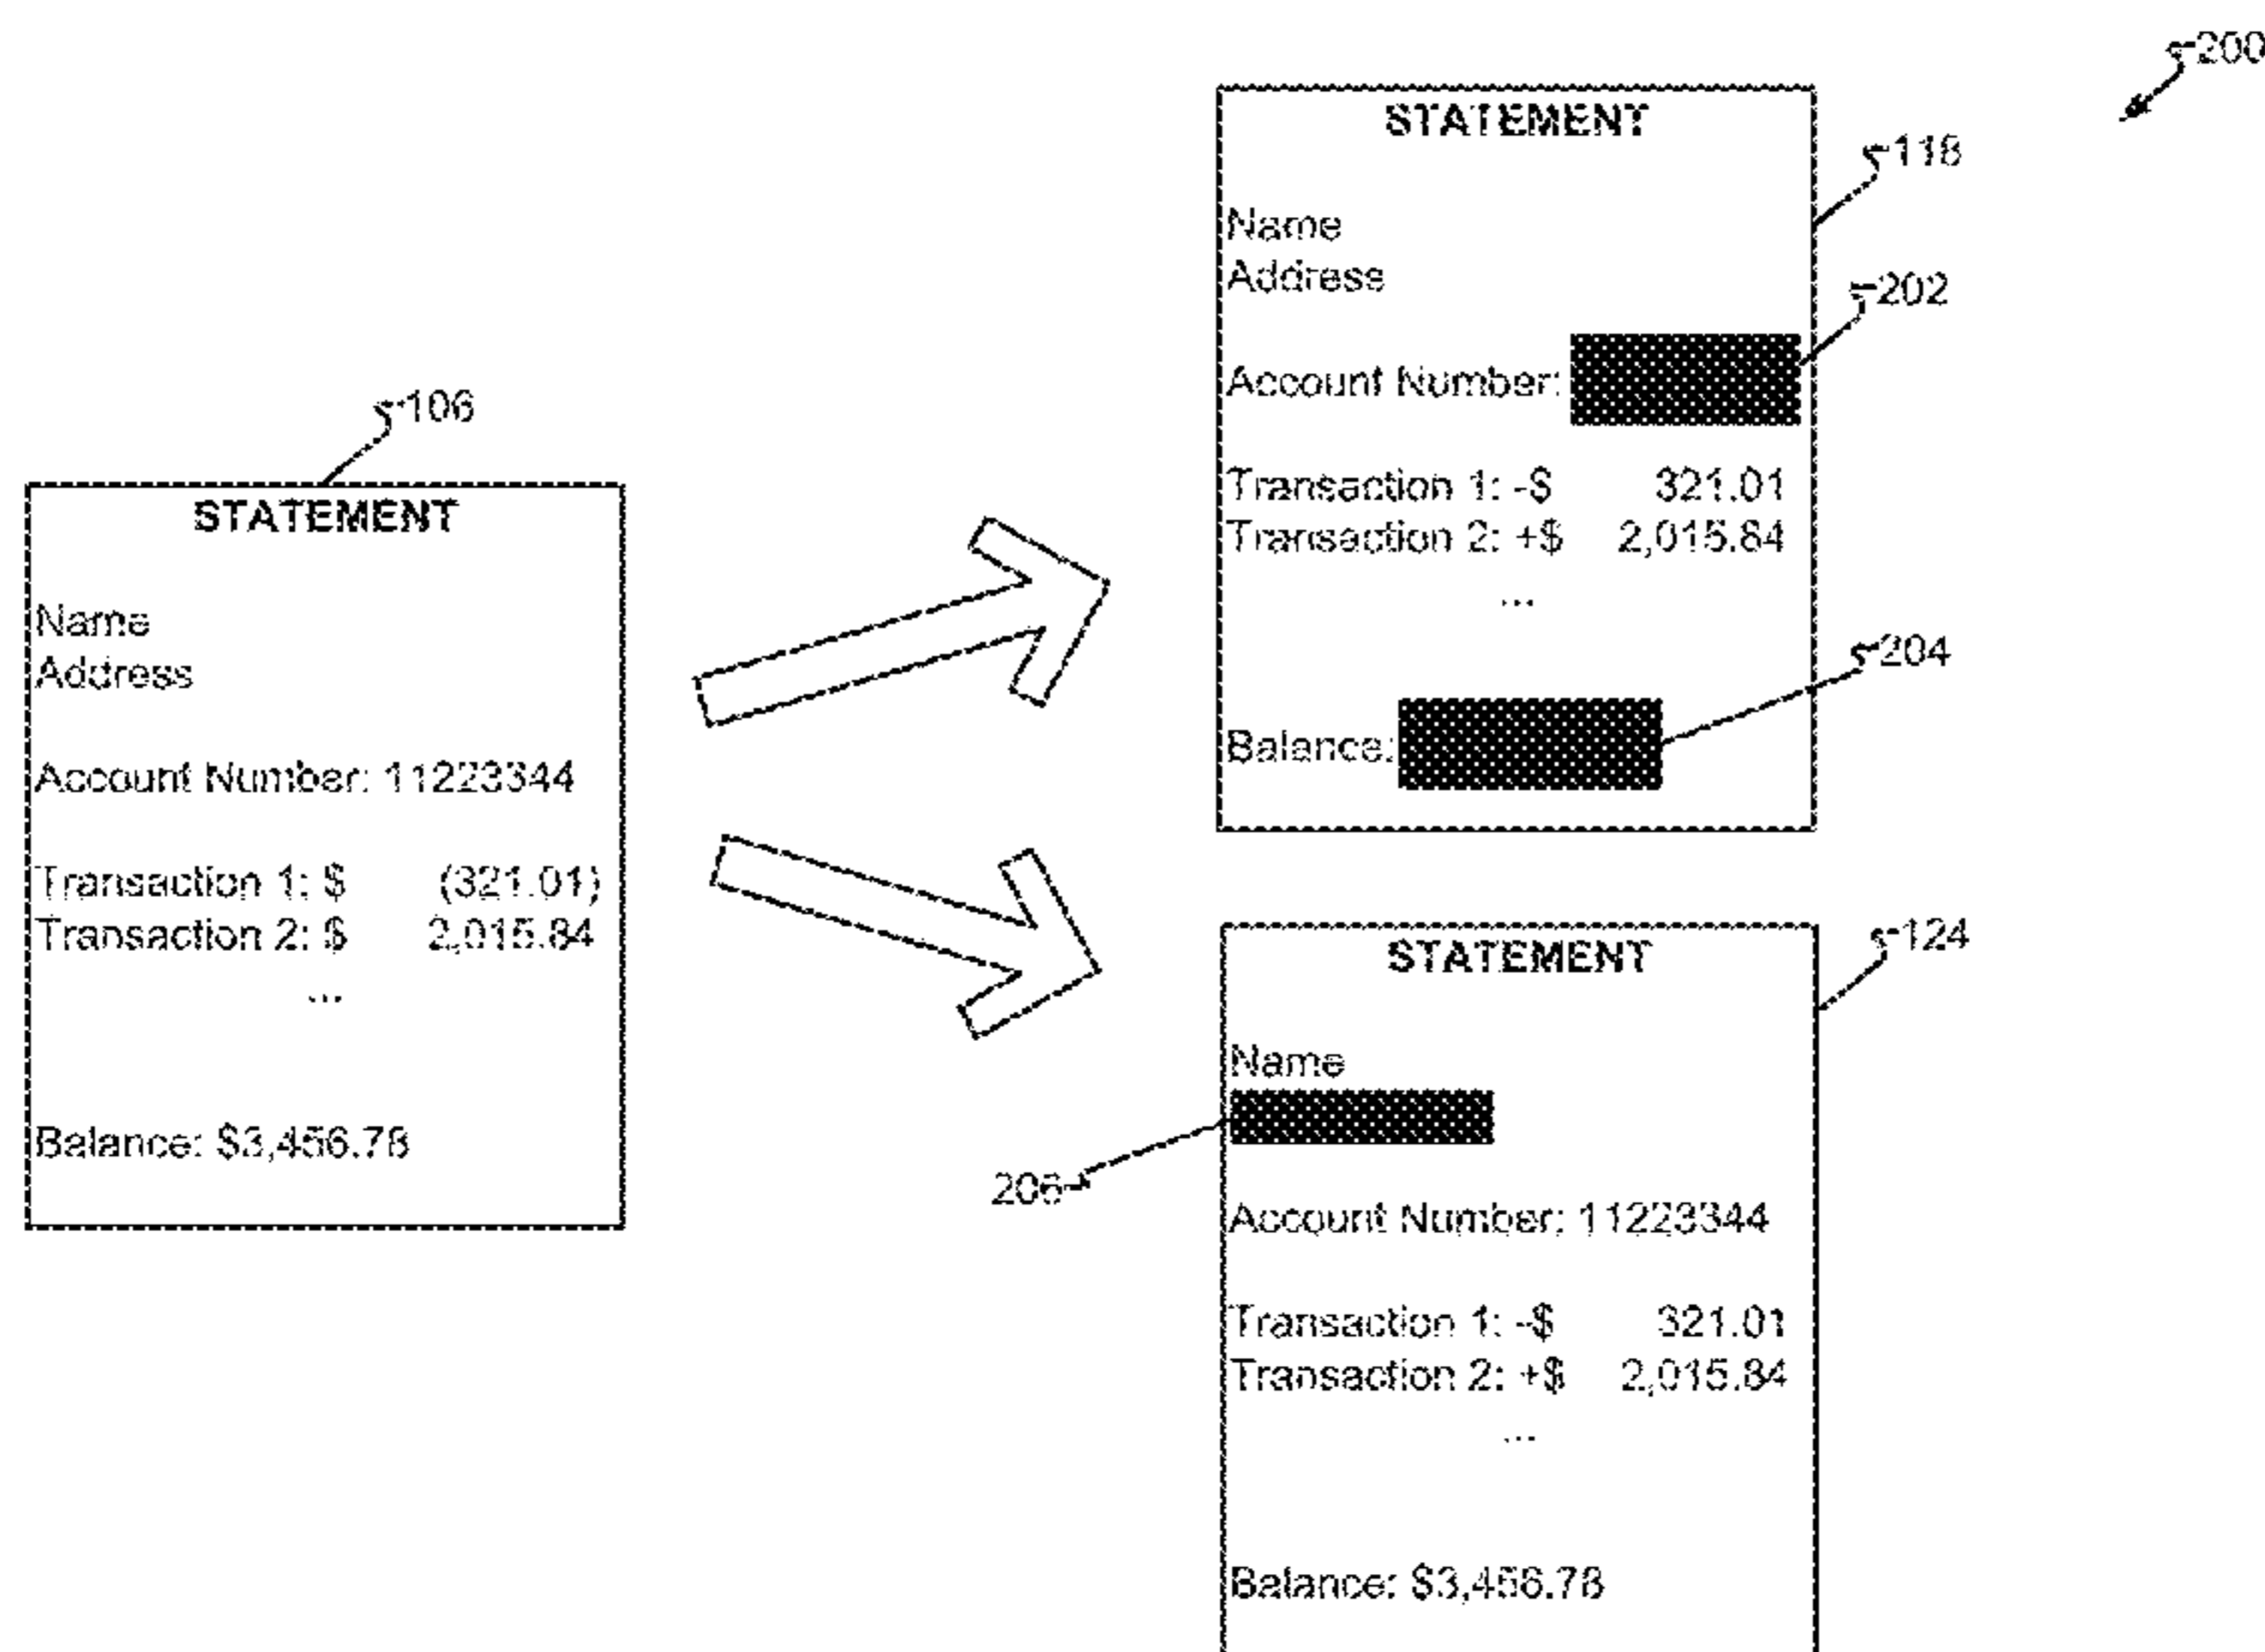 200
106
STATEMENT
Name
Address
Account Number: 11223344
Transaction 1: $ (321.01)
Transaction 2: $ 2,015.84
...
Balance: $3,456.78
STATEMENT
118
Name
Address
202
Account Number:
Transaction 1: -$ 321.01
Transaction 2: +$ 2,015.84
...
204
Balance:
STATEMENT
124
Name
206
Account Number: 11223344
Transaction 1: -$ 321.01
Transaction 2: +$ 2,015.84
...
Balance: $3,456.78